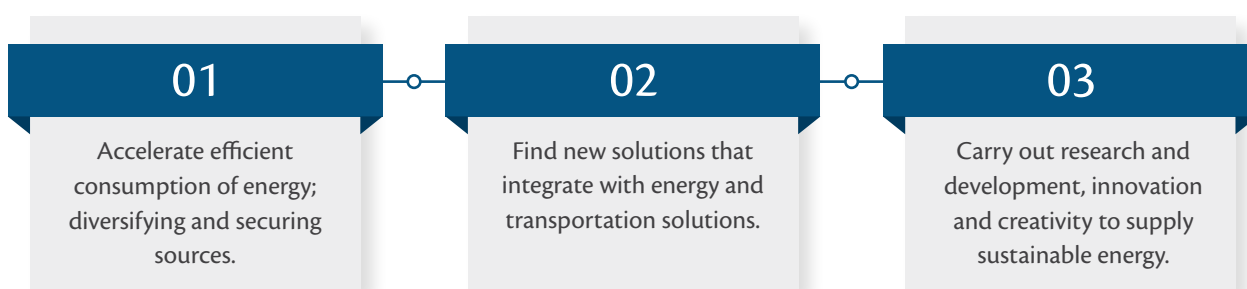 01
Accelerate efficient
consumption of energy;
diversifying and securing
sources.
02
Find new solutions that
integrate with energy and
transportation solutions.
03
Carry out research and
development, innovation
and creativity to supply
sustainable energy.